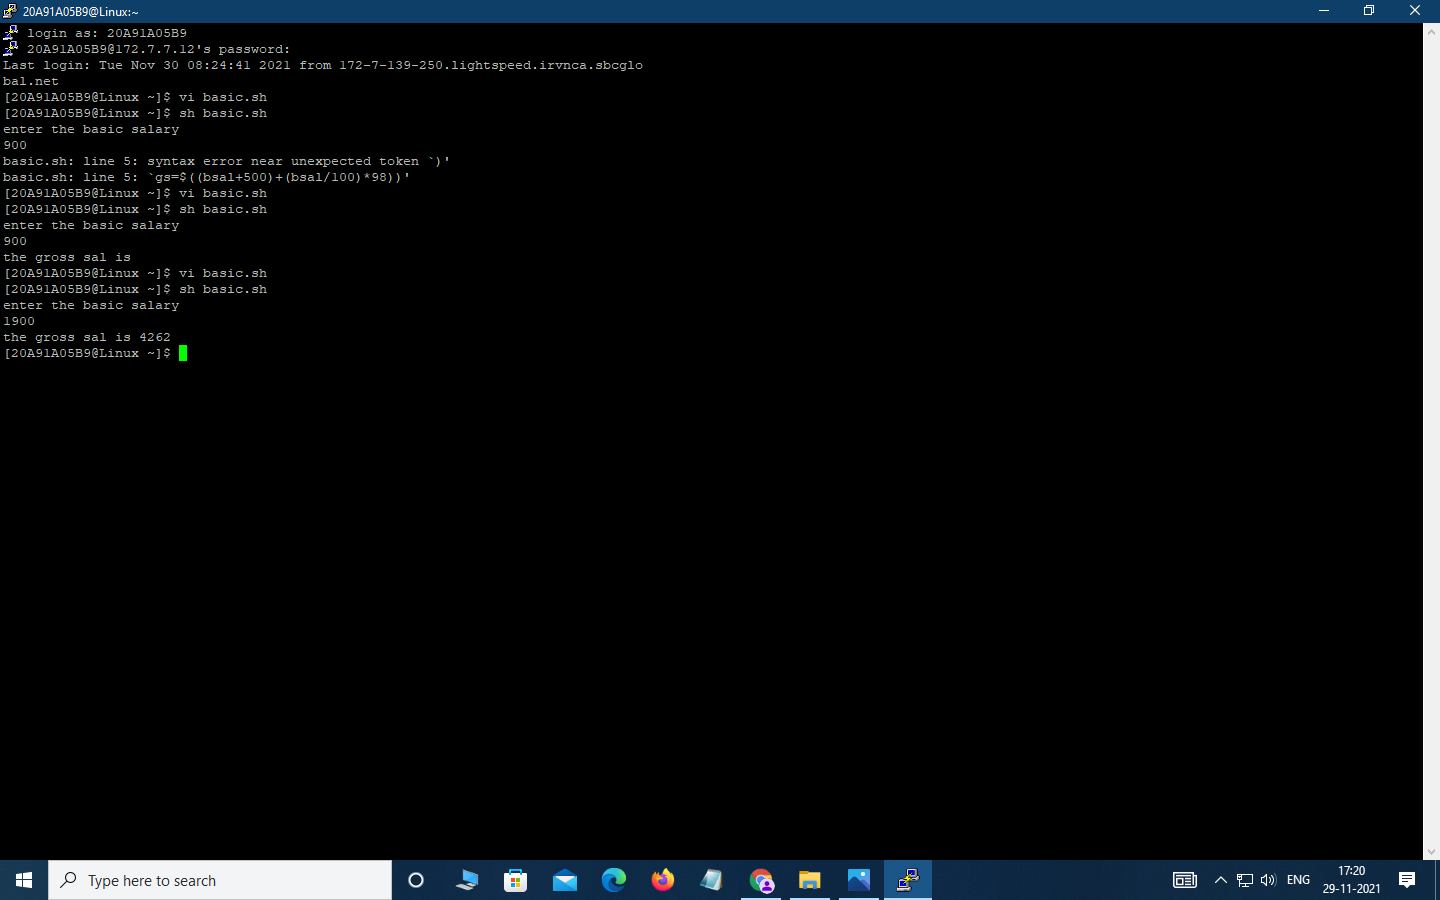 20A91A05B9@Linux:~
login as: 20A91A05B9
20A91A05B9@172.7.7.12's password:
Last login: Tue Nov 30 08:24:41 2021 from 172-7-139-250.lightspeed.irvnca.sbcglo
bal.net
[20A91A05B9@Linux ~]$ vi basic.sh
[20A91A05B9@Linux ~]$ sh basic.sh
enter the basic salary
900
basic.sh: line 5: syntax error near unexpected token `)'
basic.sh: line 5: `gs=$((bsal+500)+(bsal/100)*98))'
[20A91A05B9@Linux ~]$ vi basic.sh
[20A91A05B9@Linux ~]$ sh basic.sh
enter the basic salary
900
the gross sal is
[20A91A05B9@Linux ~]$ vi basic.sh
[20A91A05B9@Linux ~]$ sh basic.sh
enter the basic salary
1900
the gross sal is 4262
[20A91A05B9@Linux ~]$
Type here to search
ENG
17:20
29-11-2021